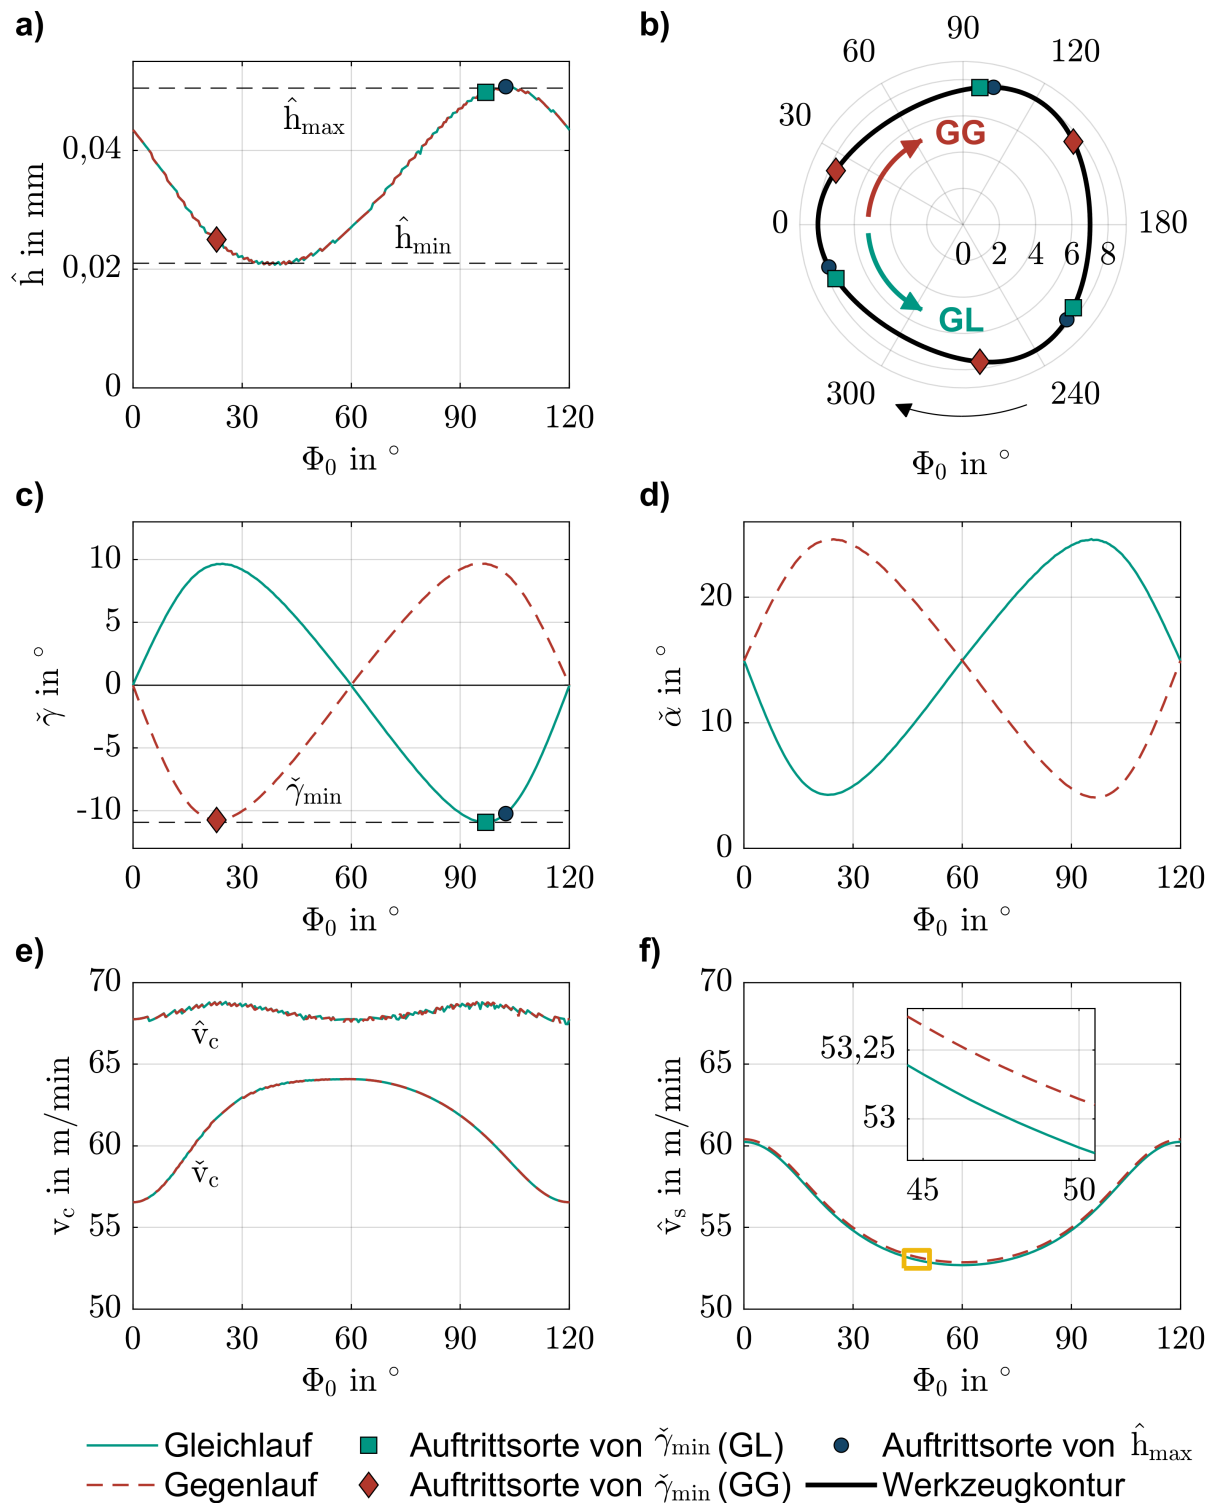 a)
ĥ in mm
0,04
0,02
0
0 30 60 90 120
Φ₀ in °
ĥmax
ĥmin
b)
90
60 120
30
0 180
300 240
0 2 4 6 8
GG
GL
Φ₀ in °
c)
γ̌ in °
10
5
0
-5
-10
γ̌min
0 30 60 90 120
Φ₀ in °
d)
α̌ in °
20
10
0
0 30 60 90 120
Φ₀ in °
e)
vc in m/min
70
65
60
55
50
v̂c
v̌c
0 30 60 90 120
Φ₀ in °
f)
v̂s in m/min
70
65
60
55
50
53,25
53
45 50
0 30 60 90 120
Φ₀ in °
Gleichlauf Auftrittsorte von γ̌min (GL) Auftrittsorte von ĥmax
Gegenlauf Auftrittsorte von γ̌min (GG) Werkzeugkontur